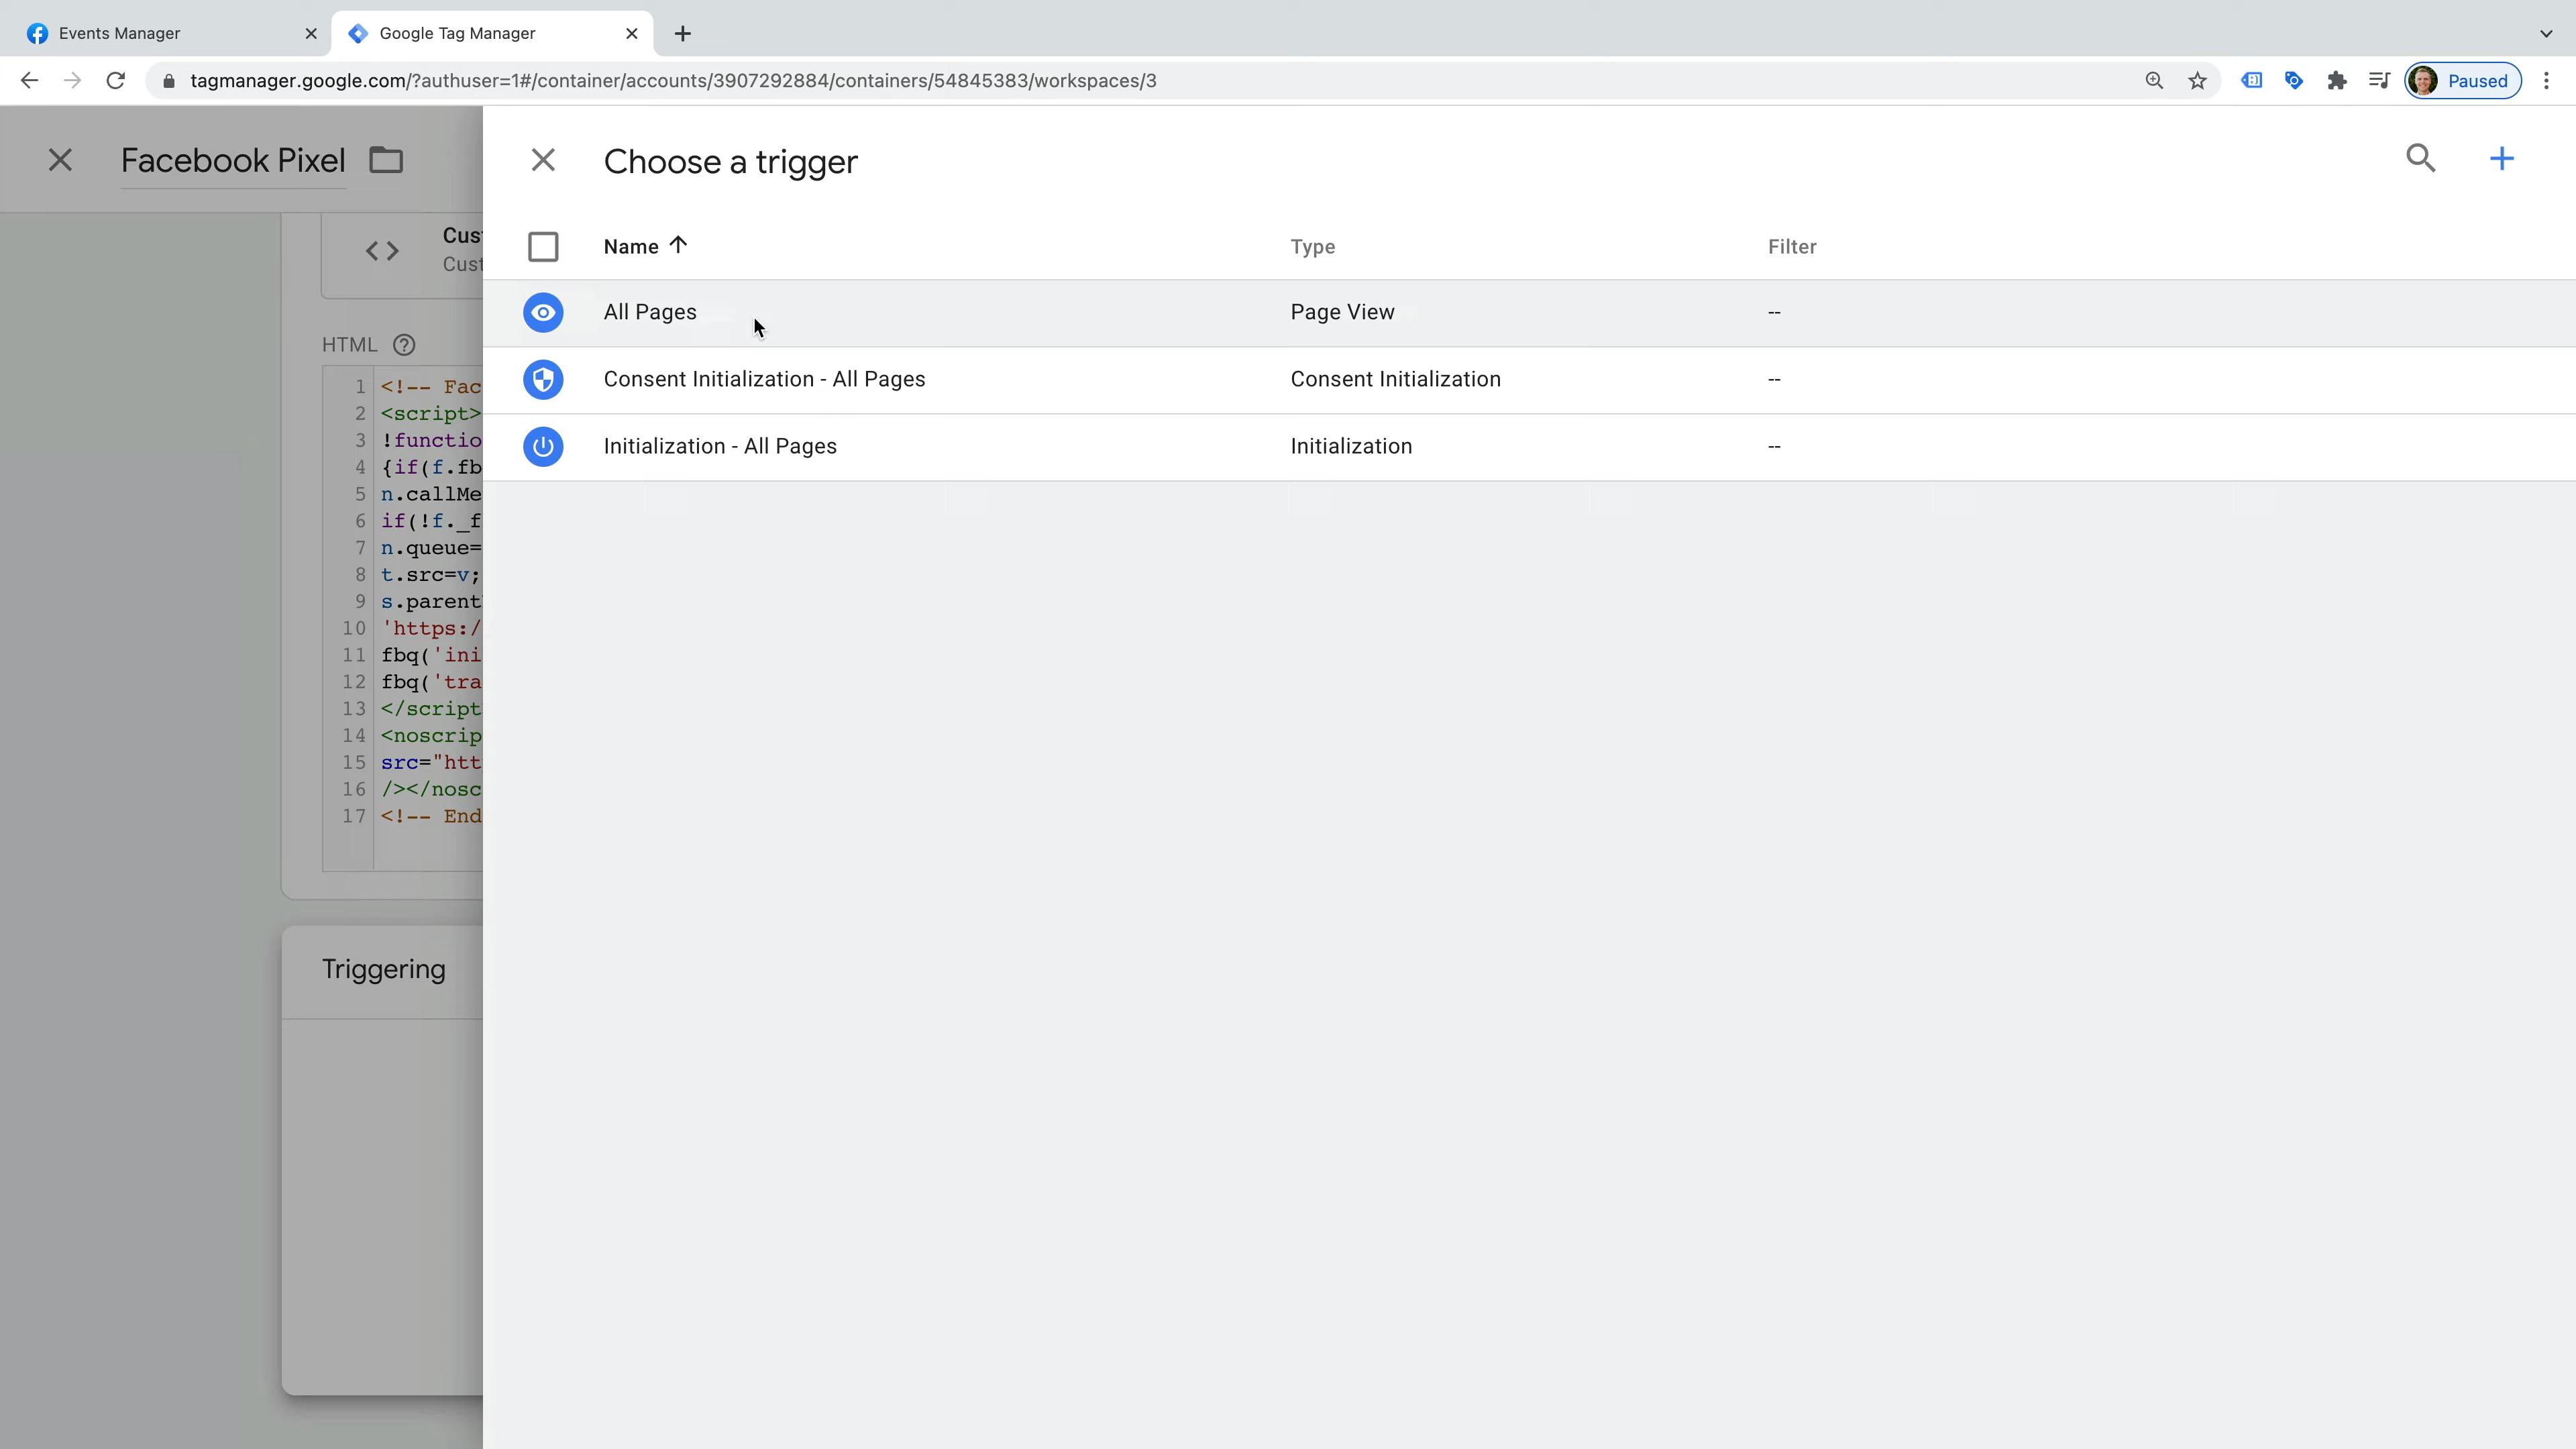 Events Manager
Google Tag Manager
tagmanager.google.com/?authuser=1#/container/accounts/3907292884/containers/54845383/workspaces/3
Paused
Facebook Pixel
Choose a trigger
Cus
Cust
Name Type Filter
All Pages Page View --
Consent Initialization - All Pages Consent Initialization --
Initialization - All Pages Initialization --
HTML
1 <!-- Fac
2 <script>
3 !functio
4 {if(f.fb
5 n.callMe
6 if(!f._f
7 n.queue=
8 t.src=v;
9 s.parent
10 'https:/
11 fbq('ini
12 fbq('tra
13 </script
14 <noscrip
15 src="htt
16 /></nosc
17 <!-- End
Triggering